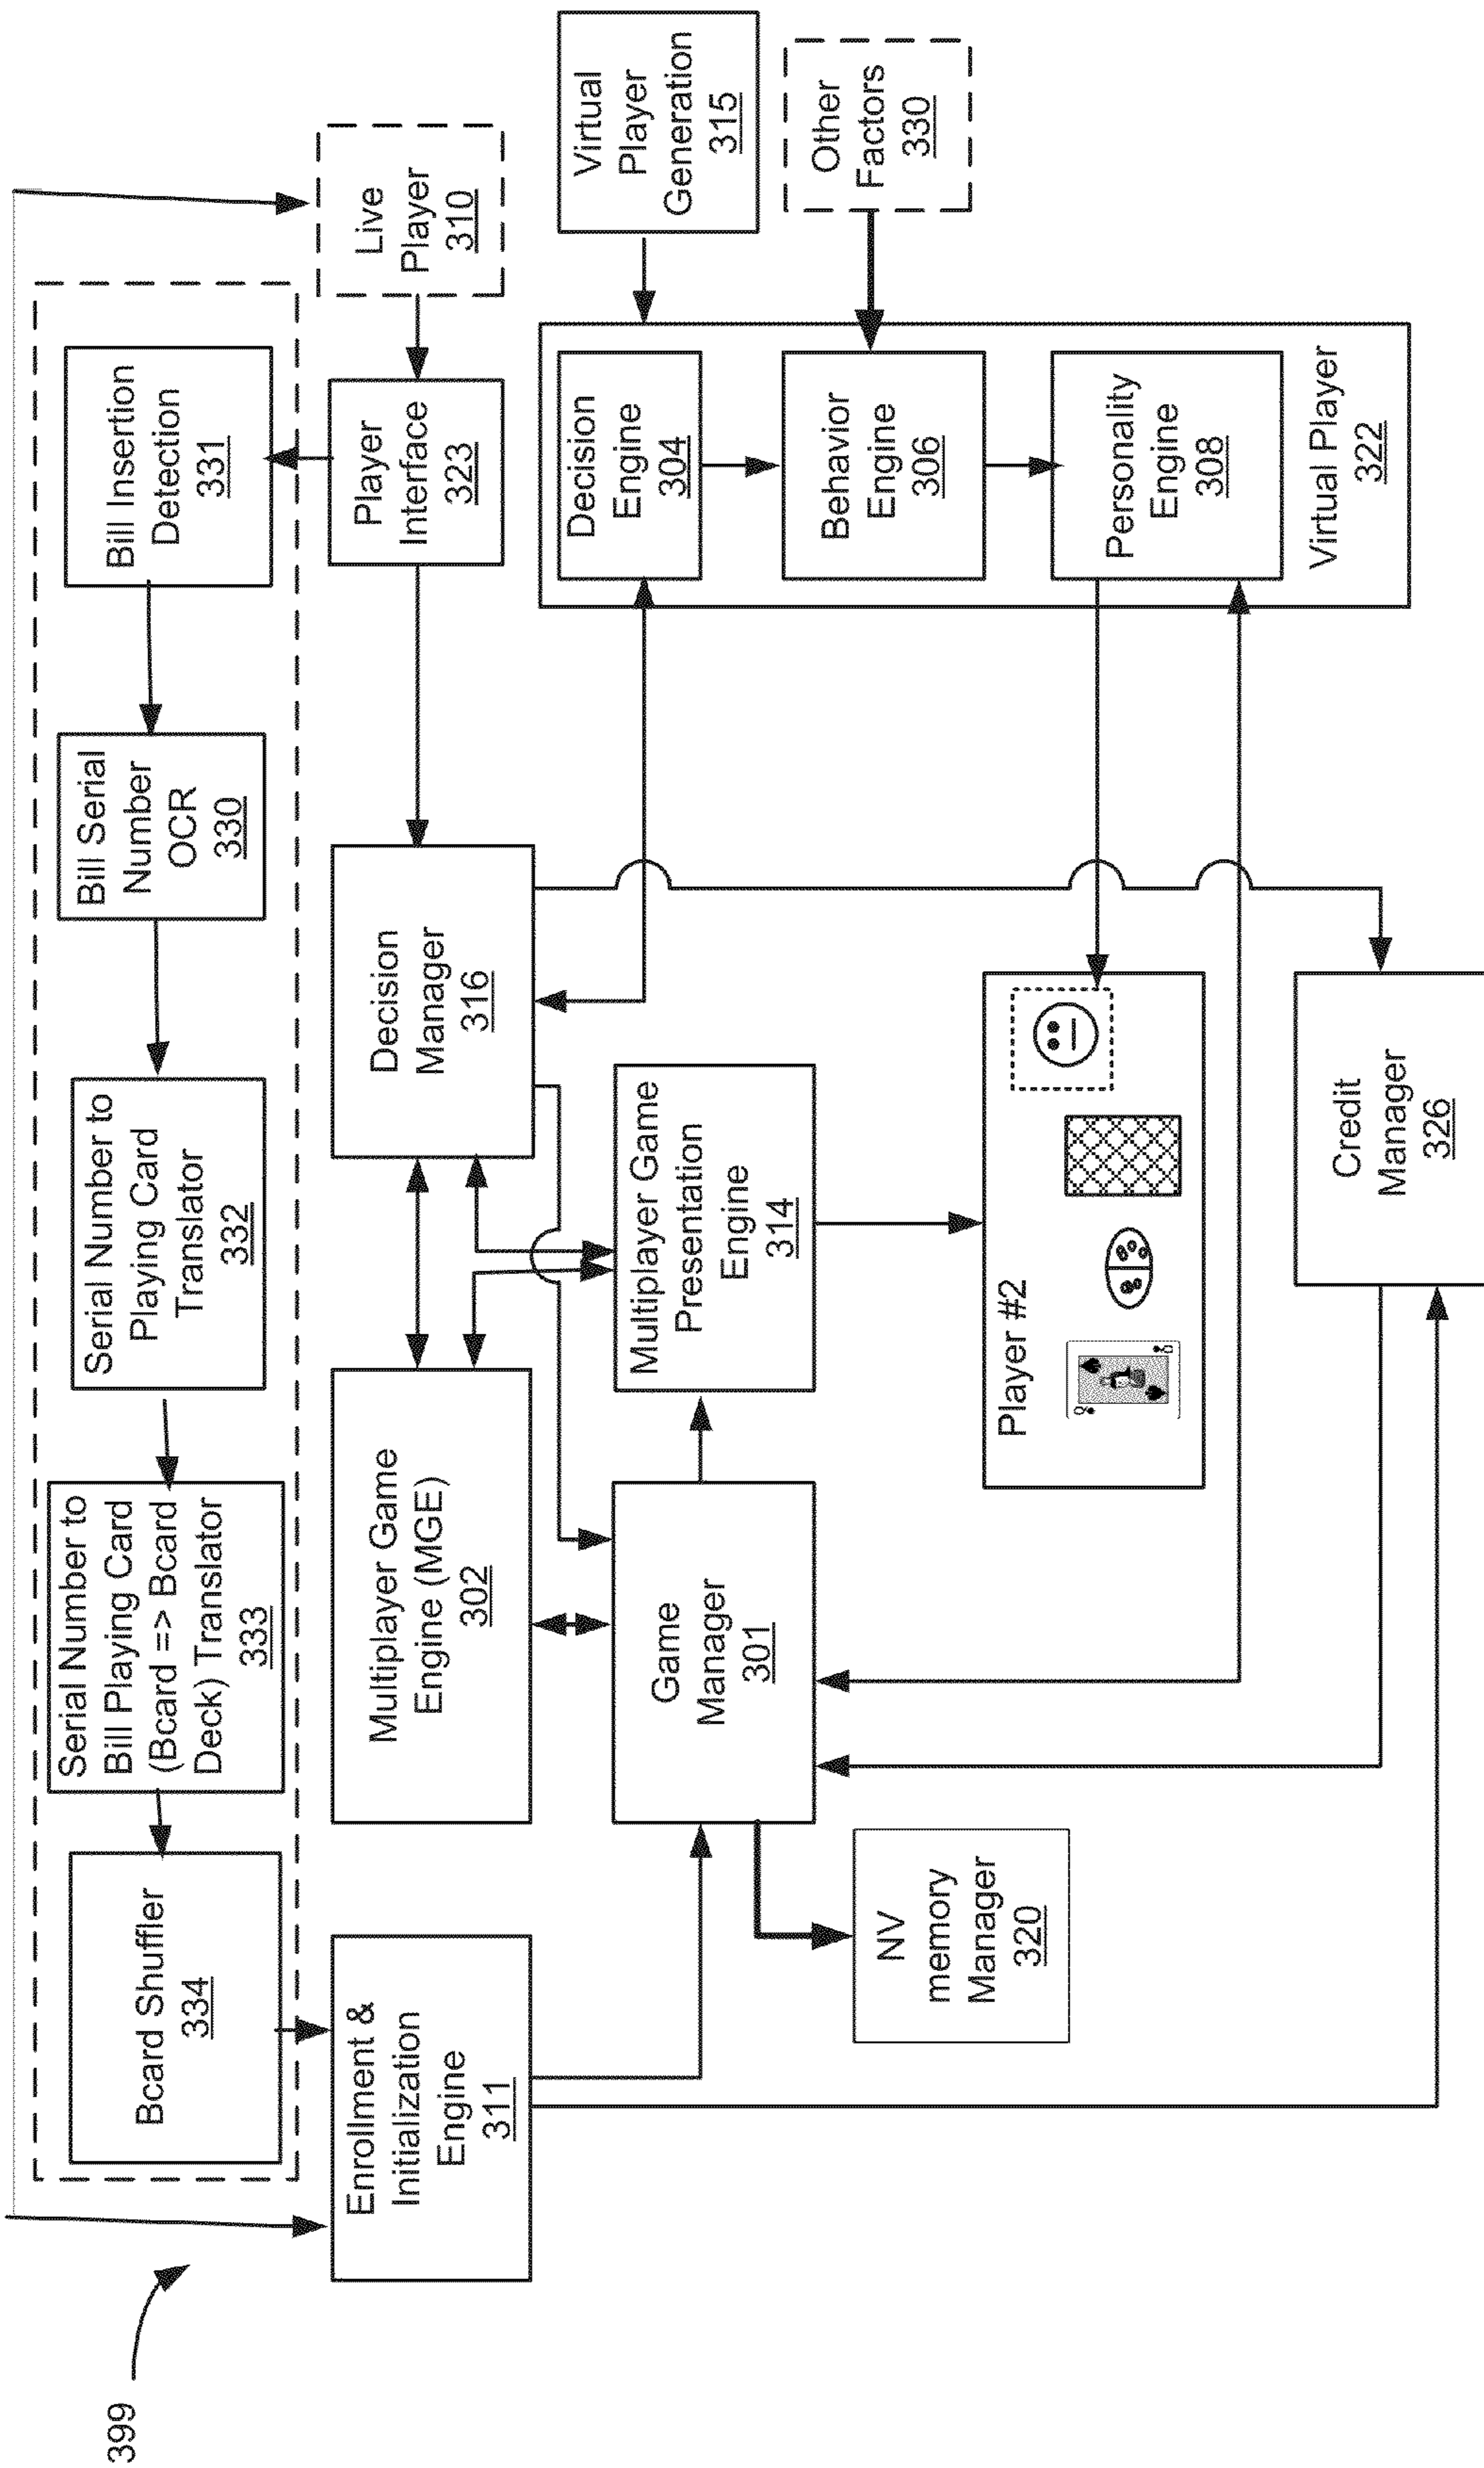 399
Bcard Shuffler
334
Serial Number to
Bill Playing Card
(Bcard => Bcard
Deck) Translator
333
Serial Number to
Playing Card
Translator
332
Bill Serial
Number
OCR
330
Bill Insertion
Detection
331
Enrollment &
Initialization
Engine
311
Multiplayer Game
Engine (MGE)
302
Decision
Manager
316
Player
Interface
323
Live
Player
310
Game
Manager
301
Multiplayer Game
Presentation
Engine
314
Decision
Engine
304
Virtual
Player
Generation
315
Behavior
Engine
306
Other
Factors
330
Personality
Engine
308
Virtual Player
322
NV
memory
Manager
320
Player #2
Q
Q
Credit
Manager
326